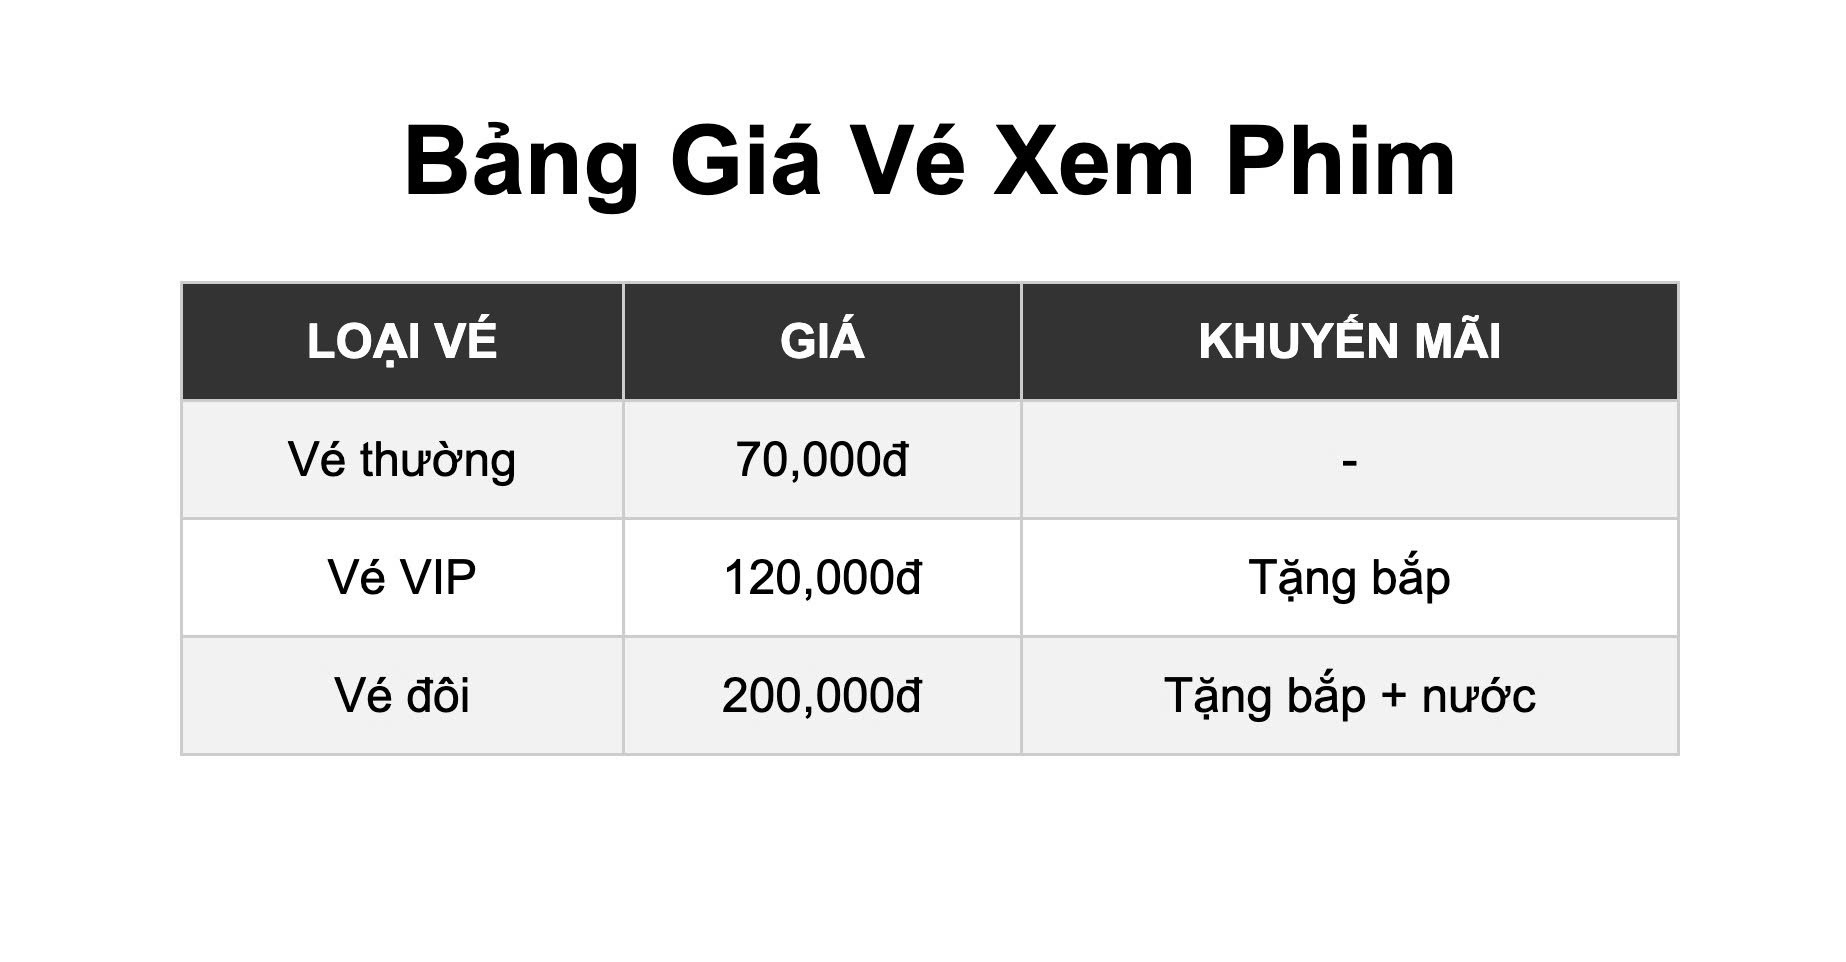 Bảng Giá Vé Xem Phim
LOẠI VÉ GIÁ KHUYẾN MÃI
Vé thường 70,000đ -
Vé VIP 120,000đ Tặng bắp
Vé đôi 200,000đ Tặng bắp + nước